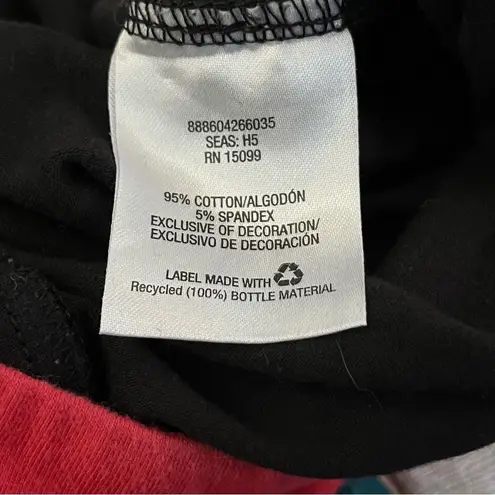 888604266035
SEAS: H5
RN 15099
95% COTTON/ALGODÓN
5% SPANDEX
EXCLUSIVE OF DECORATION/
EXCLUSIVO DE DECORACIÓN
LABEL MADE WITH
Recycled (100%) BOTTLE MATERIAL